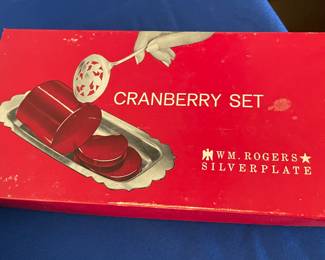 CRANBERRY SET
WM. ROGERS★
SILVERPLATE